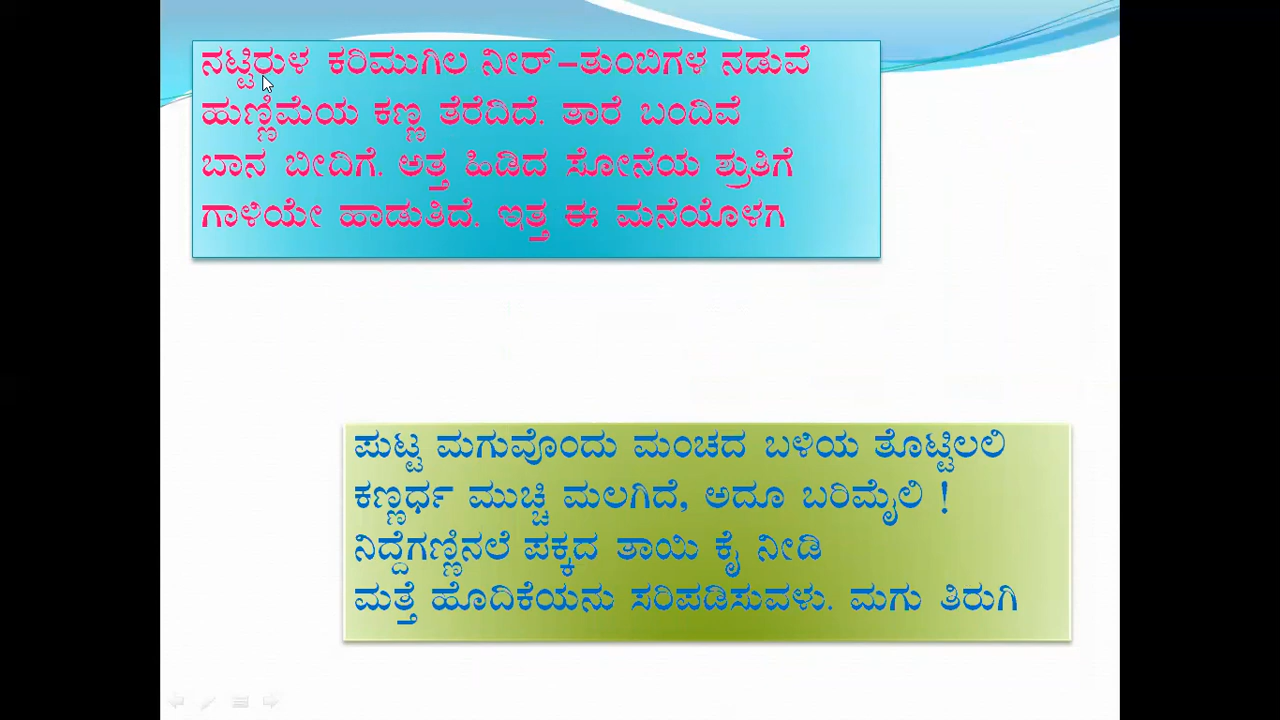 ನಟ್ಟಿರುಳ ಕರಿಮುಗಿಲ ನೀರ್-ತುಂಬಿಗಳ ನಡುವೆ
ಹುಣ್ಣಿಮೆಯ ಕಣ್ಣ ತೆರೆದಿದೆ. ತಾರೆ ಬಂದಿವೆ
ಬಾನ ಬೀದಿಗೆ. ಅತ್ತ ಹಿಡಿದ ಸೋನೆಯ ಶ್ರುತಿಗೆ
ಗಾಳಿಯೇ ಹಾಡುತಿದೆ. ಇತ್ತ ಈ ಮನೆಯೊಳಗಿ
ಪುಟ್ಟ ಮಗುವೊಂದು ಮಂಚದ ಬಳಿಯ ತೊಟ್ಟಿಲಲಿ
ಕಣ್ಣರ್ಧ ಮುಚ್ಚಿ ಮಲಗಿದೆ, ಅದೂ ಬರಿಮೈಲಿ !
ನಿದ್ದೆಗಣ್ಣಿನಲೆ ಪಕ್ಕದ ತಾಯಿ ಕೈ ನೀಡಿ
ಮತ್ತೆ ಹೊದಿಕೆಯನು ಸರಿಪಡಿಸುವಳು. ಮಗು ತಿರುಗಿ